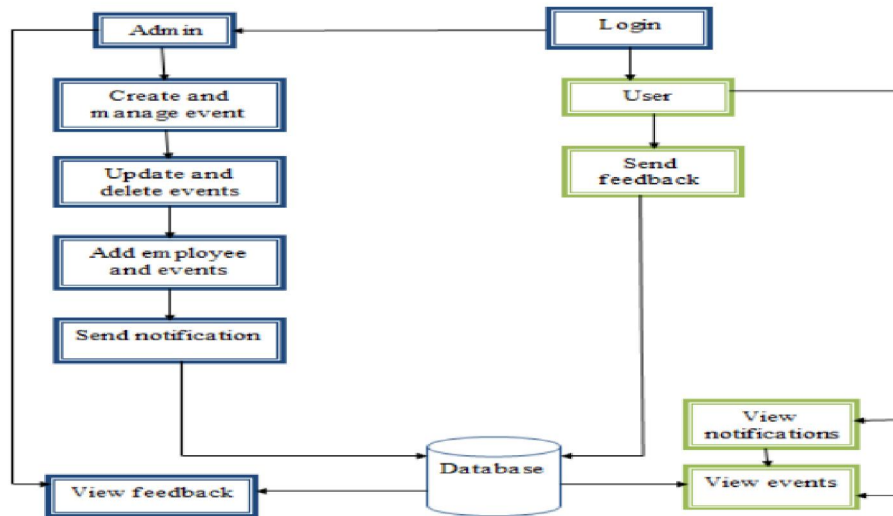 Admin
Login
Create and
manage event
User
Update and
delete events
Send
feedback
Add employee
and events
Send notification
View
notifications
Database
View feedback
View events